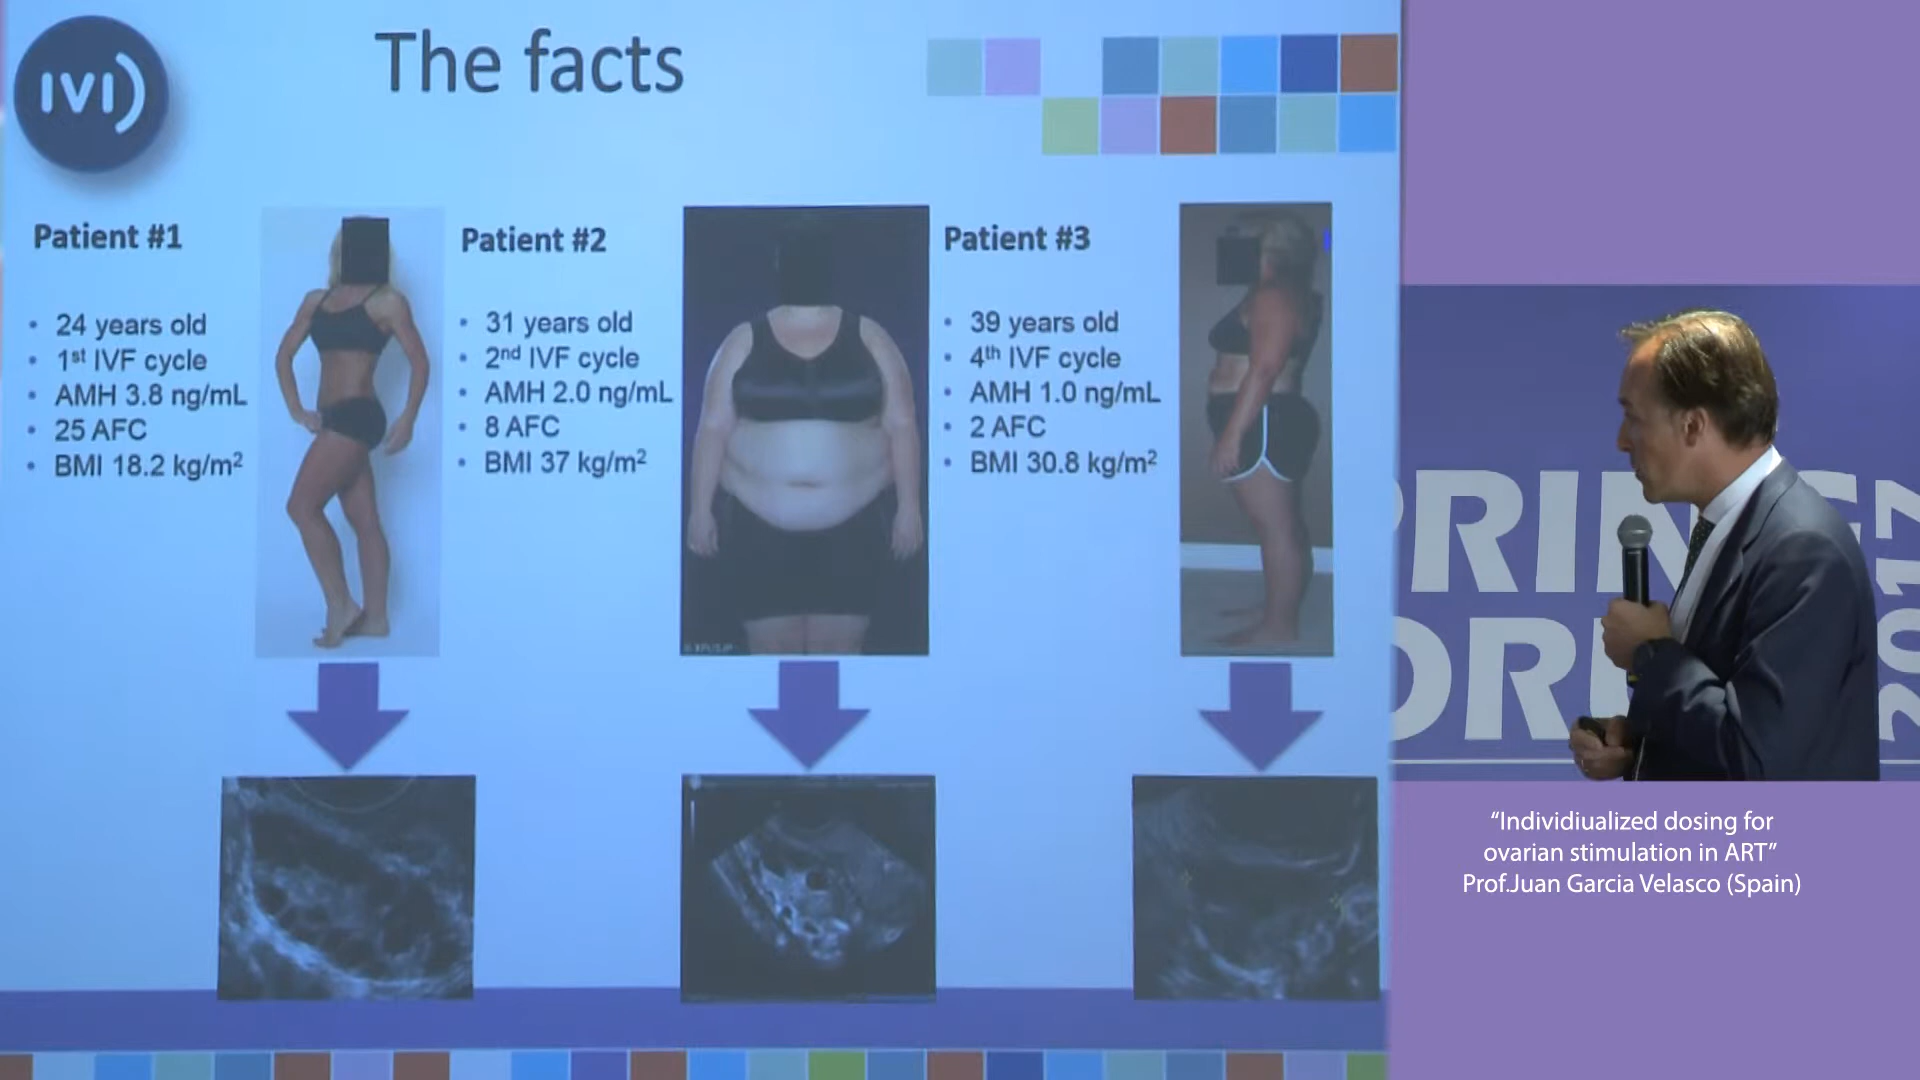 IVI
The facts
Patient #1
• 24 years old
• 1st IVF cycle
• AMH 3.8 ng/mL
• 25 AFC
• BMI 18.2 kg/m²
Patient #2
• 31 years old
• 2nd IVF cycle
• AMH 2.0 ng/mL
• 8 AFC
• BMI 37 kg/m²
Patient #3
• 39 years old
• 4th IVF cycle
• AMH 1.0 ng/mL
• 2 AFC
• BMI 30.8 kg/m²
PRING
2017
“Individiualized dosing for
ovarian stimulation in ART”
Prof.Juan Garcia Velasco (Spain)